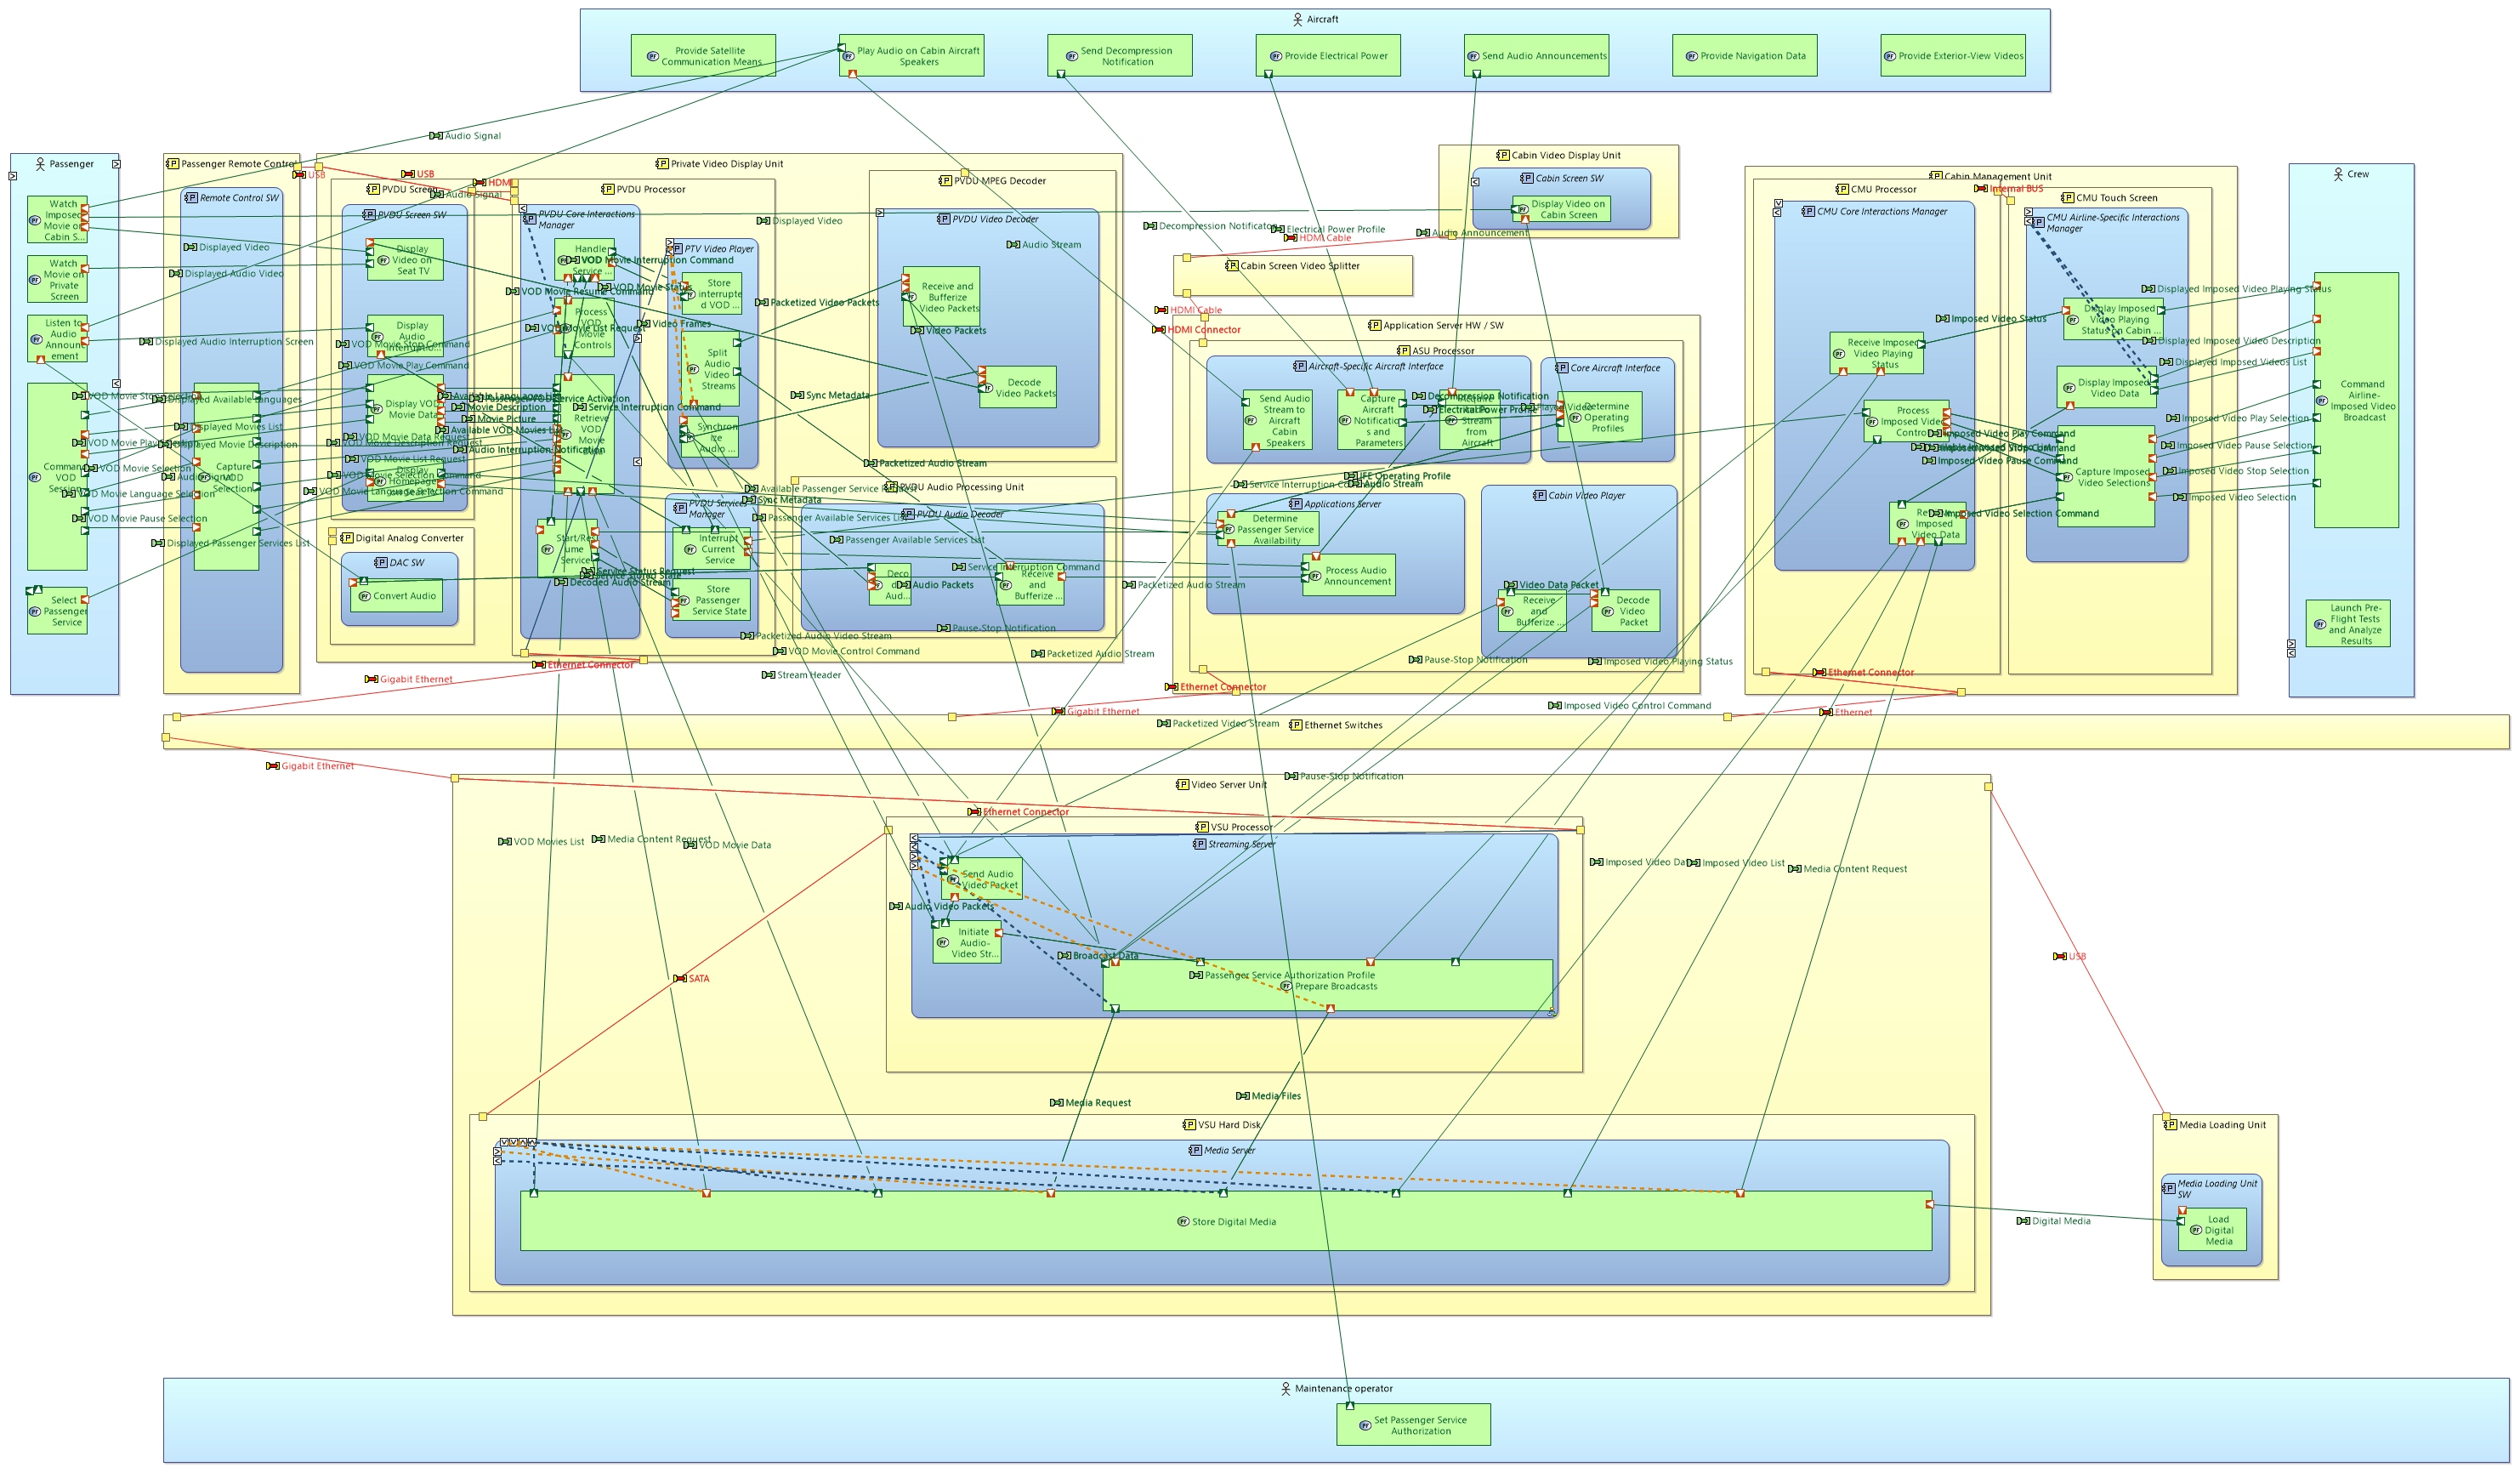 Aircraft
Provide Satellite
Communication Means
Play Audio on Cabin Aircraft
Speakers
Send Decompression
Notification
Provide Electrical Power
Send Audio Announcements
Provide Navigation Data
Provide Exterior-View Videos
Audio Signal
Passenger
Watch
Imposed
Movie on
Cabin S...
Watch
Movie on
Private
Screen
Listen to
Audio
Announc
ement
Command
VOD
Session
Select
Passenger
Service
Passenger Remote Control
Remote Control SW
Capture
VOD
Selection
USB
USB
HDMI
Audio Signal
Displayed Video
Displayed Audio Video
Displayed Audio Interruption Screen
Displayed Available Languages
Displayed Movies List
Displayed Movie Description
VOD Movie Selection
Audio Signal
VOD Movie Language Selection
VOD Movie Pause Selection
Displayed Passenger Services List
Private Video Display Unit
PVDU Screen
PVDU Screen SW
Display
Video on
Seat TV
Display
Audio
VOD Movie Stop Command
VOD Movie Play Command
Display VOD
Movie Data
VOD Movie Data Request
VOD Movie Description Request
VOD Movie List Request
VOD Movie Selection Command
VOD Movie Language Selection Command
Display
Homepage
Digital Analog Converter
DAC SW
Convert Audio
PVDU Processor
PVDU Core Interactions
Manager
Handle
Service ...
VOD Movie Interruption Command
VOD Movie Resume Command
VOD Movie Status
Process
VOD
Movie
Controls
VOD Movie List Request
Video Frames
Available Languages List
Passenger Service Activation
Movie Description
Service Interruption Command
Movie Picture
Available VOD Movies List
Audio Interruption Notification
Retrieve
VOD
Movie
Data
Start/Res
ume
Service
Service Status Request
Service Stored State
Decoded Audio Stream
PTV Video Player
Store
interrupte
d VOD ...
Split
Audio
Video
Streams
Synchron
ize
Audio ...
PVDU Services
Manager
Interrupt
Current
Service
Store
Passenger
Service State
Displayed Video
Packetized Video Packets
Sync Metadata
Packetized Audio Stream
Available Passenger Service Request
Sync Metadata
Passenger Available Services List
Passenger Available Services List
PVDU MPEG Decoder
PVDU Video Decoder
Audio Stream
Receive and
Bufferize
Video Packets
Video Packets
Decode
Video Packets
PVDU Audio Processing Unit
PVDU Audio Decoder
Service Interruption Command
Deco
Aud...
Audio Packets
Receive
and
Bufferize ...
Pause-Stop Notification
Packetized Audio Video Stream
VOD Movie Control Command
Packetized Audio Stream
Packetized Audio Stream
Stream Header
Ethernet Connector
Gigabit Ethernet
Decompression Notification
Electrical Power Profile
HDMI Cable
Audio Announcement
Cabin Video Display Unit
Cabin Screen SW
Display Video on
Cabin Screen
Cabin Screen Video Splitter
HDMI Cable
HDMI Connector
Application Server HW / SW
ASU Processor
Aircraft-Specific Aircraft Interface
Send Audio
Stream to
Aircraft
Cabin
Speakers
Capture
Aircraft
Notification
s and
Parameters
Acquire
Audio
Stream
from
Aircraft
Decompression Notification
Electrical Power Profile
Played Video
Core Aircraft Interface
Determine
Operating
Profiles
IFE Operating Profile
Audio Stream
Applications Server
Determine
Passenger Service
Availability
Process Audio
Announcement
Cabin Video Player
Video Data Packet
Receive
and
Bufferize ...
Decode
Video
Packet
Pause-Stop Notification
Imposed Video Playing Status
Ethernet Connector
Gigabit Ethernet
Packetized Video Stream
Imposed Video Control Command
Cabin Management Unit
Internal BUS
CMU Processor
CMU Core Interactions Manager
Receive Imposed
Video Playing
Status
Process
Imposed Video
Controls
Imposed Video Status
Imposed Video Play Command
Imposed Video Stop Command
Imposed Video Pause Command
Imposed Video Selection Command
Imposed
Video Data
CMU Touch Screen
CMU Airline-Specific Interactions
Manager
Display Imposed
Video Playing
Status on Cabin ...
Display Imposed
Video Data
Capture Imposed
Video Selections
Displayed Imposed Video Playing Status
Displayed Imposed Video Description
Displayed Imposed Videos List
Imposed Video Play Selection
Imposed Video Pause Selection
Imposed Video Stop Selection
Imposed Video Selection
Ethernet Connector
Ethernet
Crew
Command
Airline-
Imposed Video
Broadcast
Launch Pre-
Flight Tests
and Analyze
Results
Ethernet Switches
Gigabit Ethernet
Pause-Stop Notification
Video Server Unit
Ethernet Connector
VSU Processor
Streaming Server
VOD Movies List
Media Content Request
VOD Movie Data
Send Audio
Video Packet
Audio Video Packets
Initiate
Audio-
Video Str...
Broadcast Data
Passenger Service Authorization Profile
Prepare Broadcasts
Imposed Video Data
Imposed Video List
Media Content Request
SATA
USB
Media Request
Media Files
VSU Hard Disk
Media Server
Store Digital Media
Digital Media
Media Loading Unit
Media Loading Unit
SW
Load
Digital
Media
Maintenance operator
Set Passenger Service
Authorization